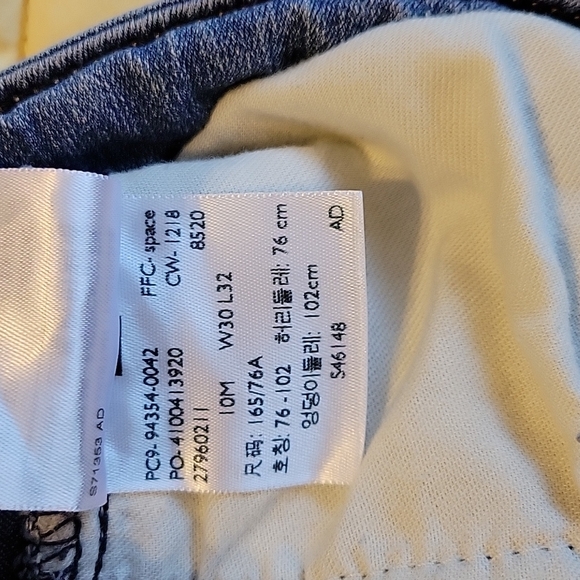 PC9- 94354-0042 FFC- space
PO- 4100413920 CW- 1218
27960211 8520
10M W30 L32
尺码: 165/76A
호칭: 76 -102 허리둘레: 76 cm
엉덩이둘레: 102cm
S46148 AD
S71353 AD